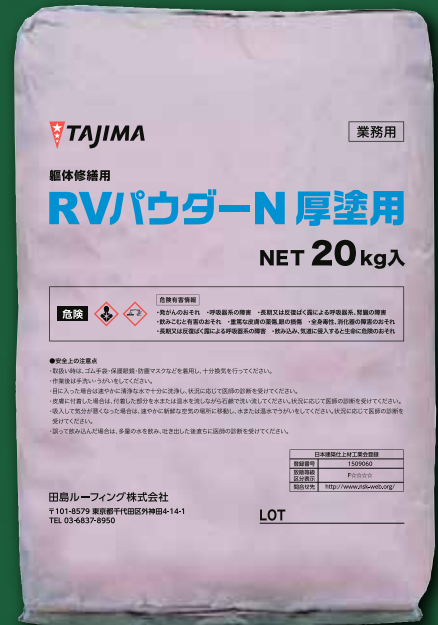 TAJIMA
業務用
躯体修繕用
RVパウダーN 厚塗用
NET 20kg入
危険
危険有害情報
・発がんのおそれ ・呼吸器系の障害 ・長期又は反復ばく露による呼吸器系、腎臓の障害
・飲みこむと有害のおそれ ・重篤な皮膚の薬傷、眼の損傷 ・全身毒性、消化器の障害のおそれ
・長期又は反復ばく露による呼吸器系の障害 ・飲み込み、気道に侵入すると生命に危険のおそれ
●安全上の注意点
・取扱い時は、ゴム手袋・保護眼鏡・防塵マスクなどを着用し、十分換気を行ってください。
・作業後は手洗い・うがいをしてください。
・目に入った場合は速やかに清浄な水で十分に洗浄し、状況に応じて医師の診断を受けてください。
・皮膚に付着した場合は、付着した部分を水または温水を流しながら石鹸で洗い流してください。状況に応じて医師の診断を受けてください。
・吸入して気分が悪くなった場合は、速やかに新鮮な空気の場所に移動し、水または温水でうがいをしてください。状況に応じて医師の診断を
受けてください。
・誤って飲み込んだ場合は、多量の水を飲み、吐き出した後直ちに医師の診断を受けてください。
日本建築仕上材工業会登録
登録番号 1509060
放散等級
区分表示 F☆☆☆☆
問合せ先 http://www.nsk-web.org/
田島ルーフィング株式会社
〒101-8579 東京都千代田区外神田4-14-1
TEL 03-6837-8950
LOT